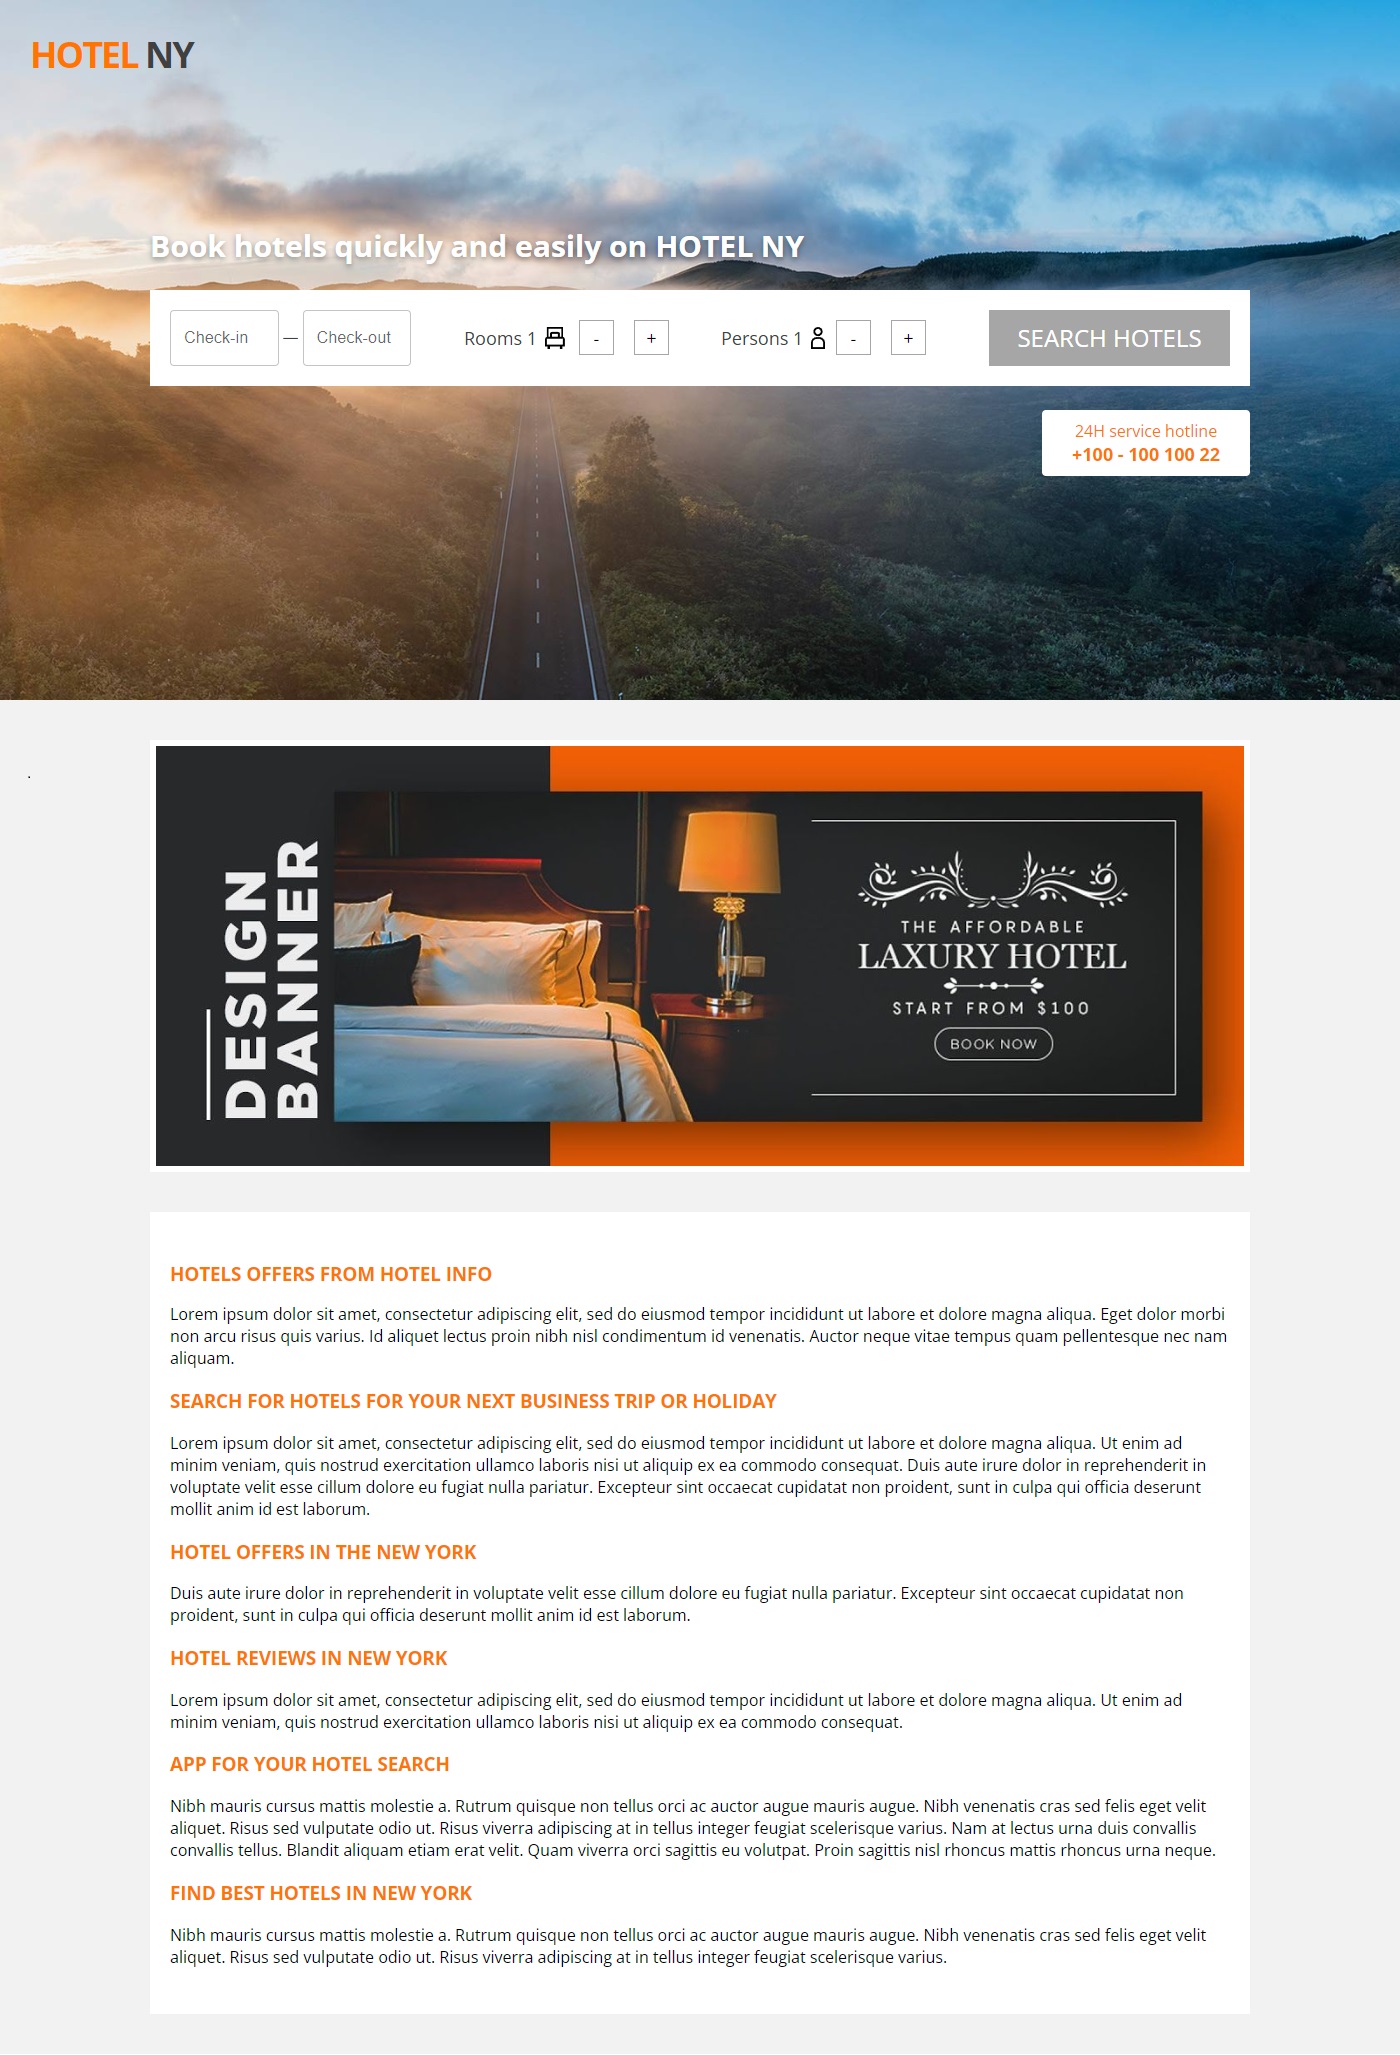 HOTEL NY
Book hotels quickly and easily on HOTEL NY
Check-in — Check-out Rooms 1 - + Persons 1 - + SEARCH HOTELS
24H service hotline
+100 - 100 100 22
.
DESIGN
BANNER
THE AFFORDABLE
LAXURY HOTEL
START FROM $100
BOOK NOW
HOTELS OFFERS FROM HOTEL INFO
Lorem ipsum dolor sit amet, consectetur adipiscing elit, sed do eiusmod tempor incididunt ut labore et dolore magna aliqua. Eget dolor morbi
non arcu risus quis varius. Id aliquet lectus proin nibh nisl condimentum id venenatis. Auctor neque vitae tempus quam pellentesque nec nam
aliquam.
SEARCH FOR HOTELS FOR YOUR NEXT BUSINESS TRIP OR HOLIDAY
Lorem ipsum dolor sit amet, consectetur adipiscing elit, sed do eiusmod tempor incididunt ut labore et dolore magna aliqua. Ut enim ad
minim veniam, quis nostrud exercitation ullamco laboris nisi ut aliquip ex ea commodo consequat. Duis aute irure dolor in reprehenderit in
voluptate velit esse cillum dolore eu fugiat nulla pariatur. Excepteur sint occaecat cupidatat non proident, sunt in culpa qui officia deserunt
mollit anim id est laborum.
HOTEL OFFERS IN THE NEW YORK
Duis aute irure dolor in reprehenderit in voluptate velit esse cillum dolore eu fugiat nulla pariatur. Excepteur sint occaecat cupidatat non
proident, sunt in culpa qui officia deserunt mollit anim id est laborum.
HOTEL REVIEWS IN NEW YORK
Lorem ipsum dolor sit amet, consectetur adipiscing elit, sed do eiusmod tempor incididunt ut labore et dolore magna aliqua. Ut enim ad
minim veniam, quis nostrud exercitation ullamco laboris nisi ut aliquip ex ea commodo consequat.
APP FOR YOUR HOTEL SEARCH
Nibh mauris cursus mattis molestie a. Rutrum quisque non tellus orci ac auctor augue mauris augue. Nibh venenatis cras sed felis eget velit
aliquet. Risus sed vulputate odio ut. Risus viverra adipiscing at in tellus integer feugiat scelerisque varius. Nam at lectus urna duis convallis
convallis tellus. Blandit aliquam etiam erat velit. Quam viverra orci sagittis eu volutpat. Proin sagittis nisl rhoncus mattis rhoncus urna neque.
FIND BEST HOTELS IN NEW YORK
Nibh mauris cursus mattis molestie a. Rutrum quisque non tellus orci ac auctor augue mauris augue. Nibh venenatis cras sed felis eget velit
aliquet. Risus sed vulputate odio ut. Risus viverra adipiscing at in tellus integer feugiat scelerisque varius.